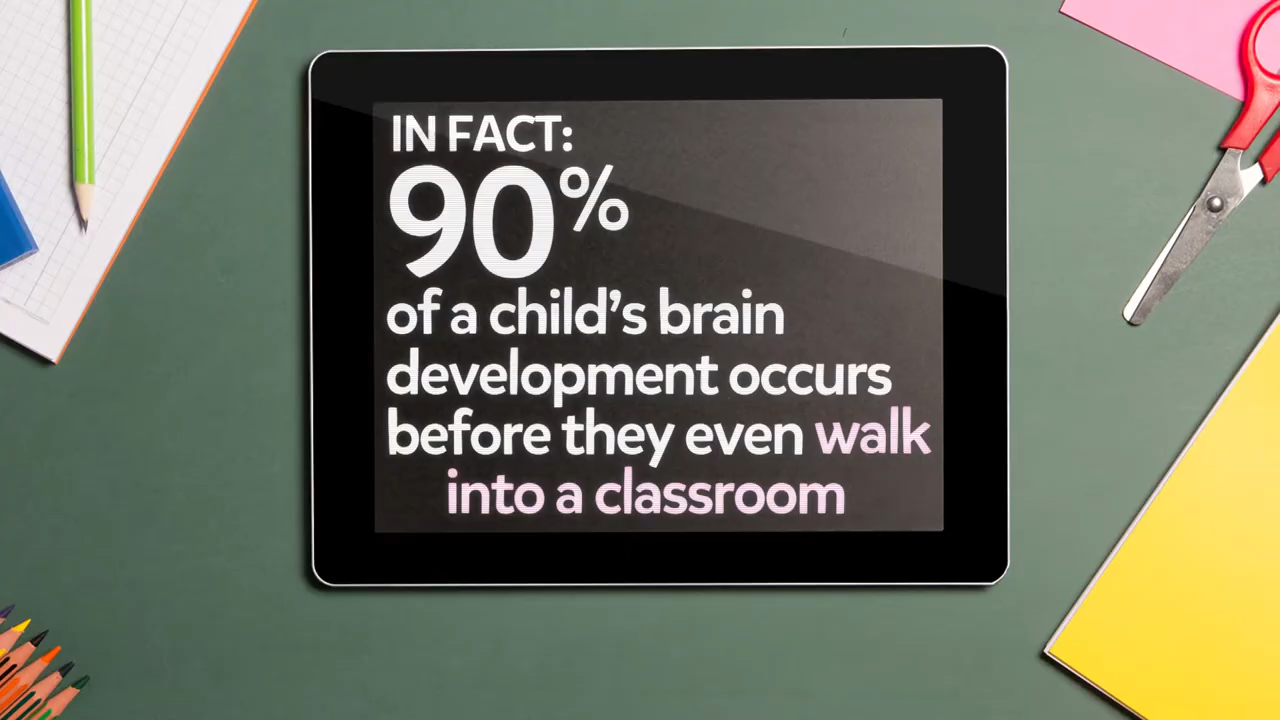 IN FACT:
90%
of a child's brain
development occurs
before they even walk
into a classroom